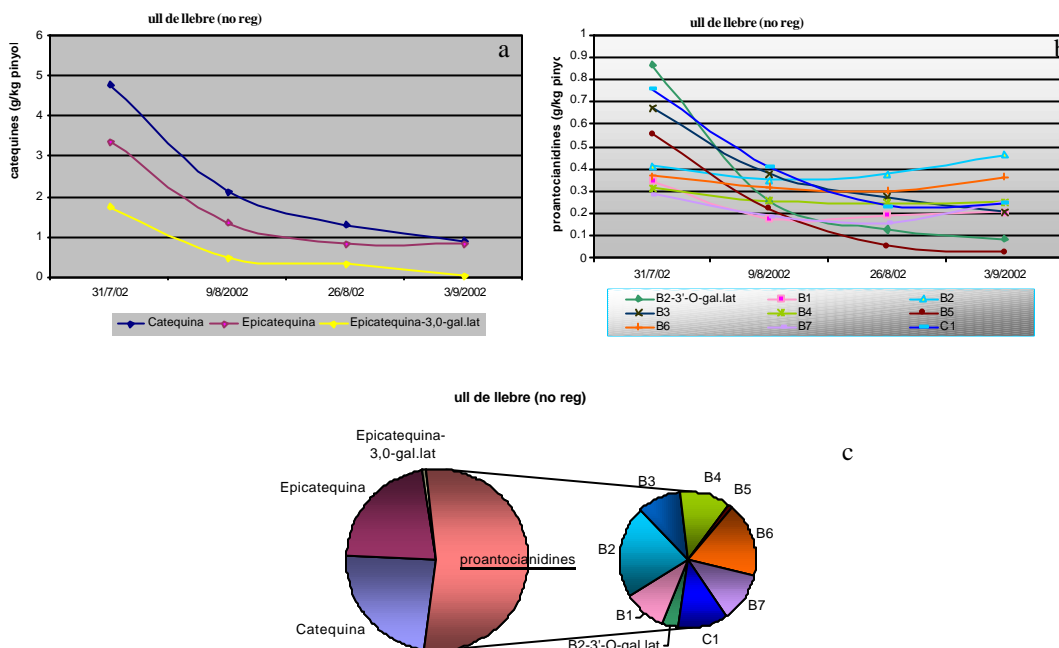 ull de llebre (no reg)
a
catequines (g/kg pinyol
6
5
4
3
2
1
0
31/7/02 9/8/2002 26/8/02 3/9/2002
Catequina Epicatequina Epicatequina-3,0-gal.lat
ull de llebre (no reg)
b
proantocianidines (g/kg pinyo
1
0.9
0.8
0.7
0.6
0.5
0.4
0.3
0.2
0.1
0
31/7/02 9/8/2002 26/8/02 3/9/2002
B2-3'-O-gal.lat B1 B2
B3 B4 B5
B6 B7 C1
ull de llebre (no reg)
c
Epicatequina-
3,0-gal.lat
Epicatequina
Catequina
proantocianidines
B3
B4
B5
B6
B2
B7
B1
C1
B2-3'-O-gal.lat